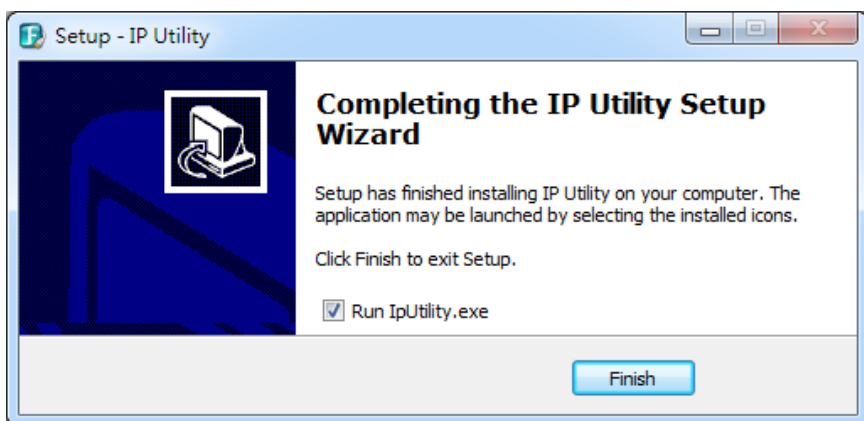 Setup - IP Utility
Completing the IP Utility Setup
Wizard
Setup has finished installing IP Utility on your computer. The
application may be launched by selecting the installed icons.
Click Finish to exit Setup.
Run IpUtility.exe
Finish